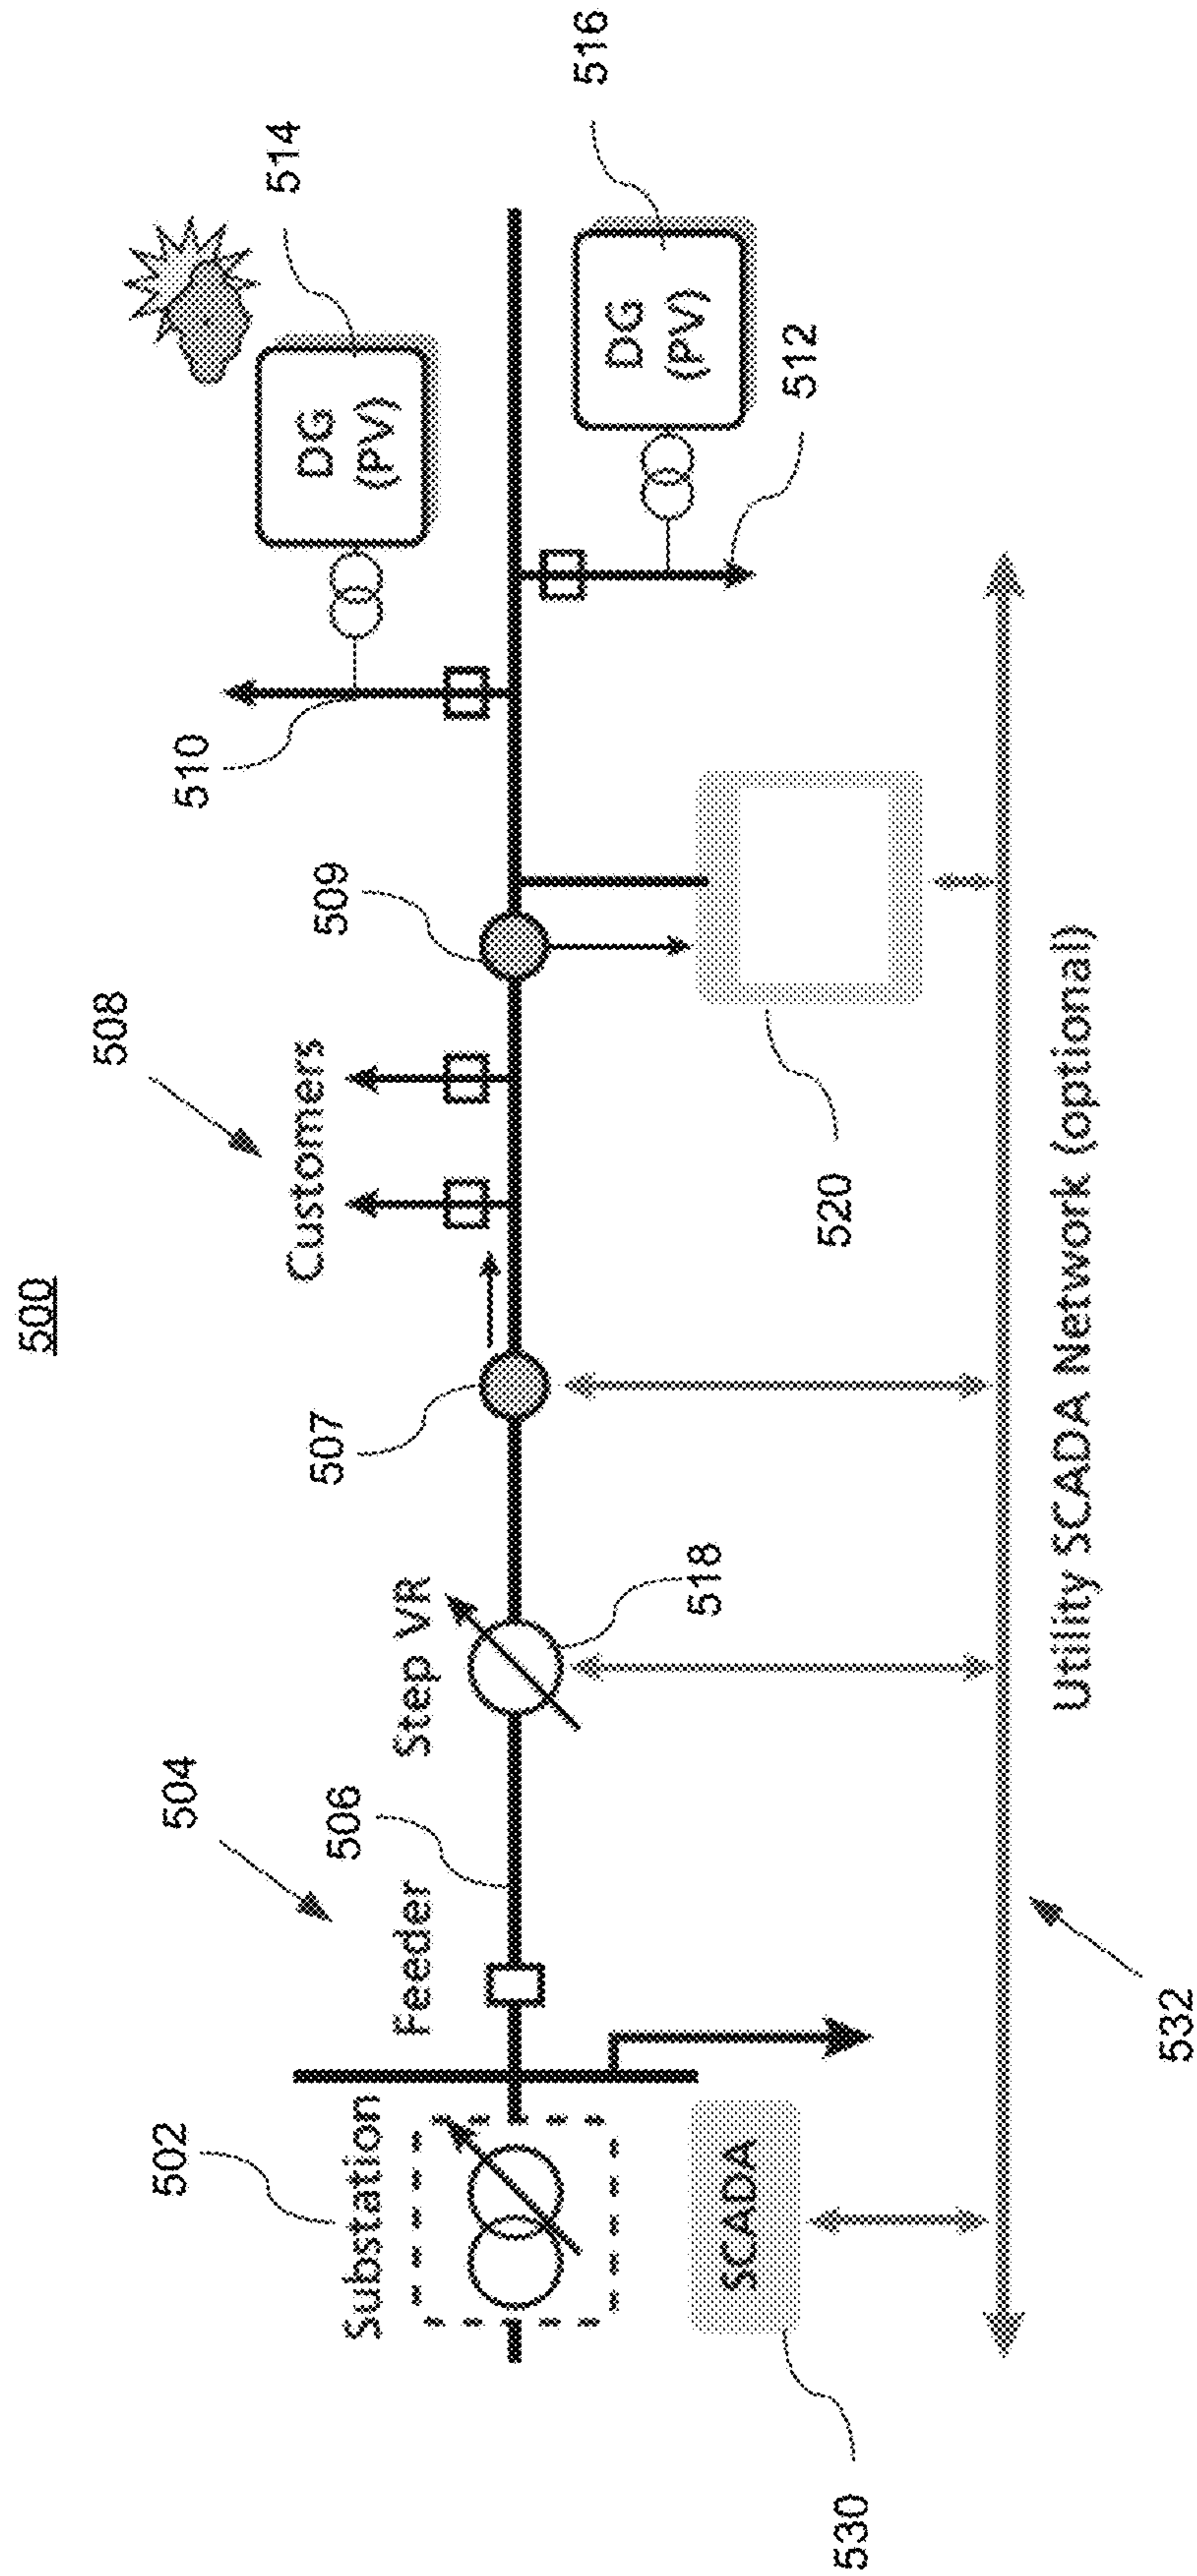 500
508
504
Customers
514
516
502
Substation
Feeder
506
Step VR
518
507
509
510
DG
(PV)
DG
(PV)
512
520
SCADA
530
Utility SCADA Network (optional)
532